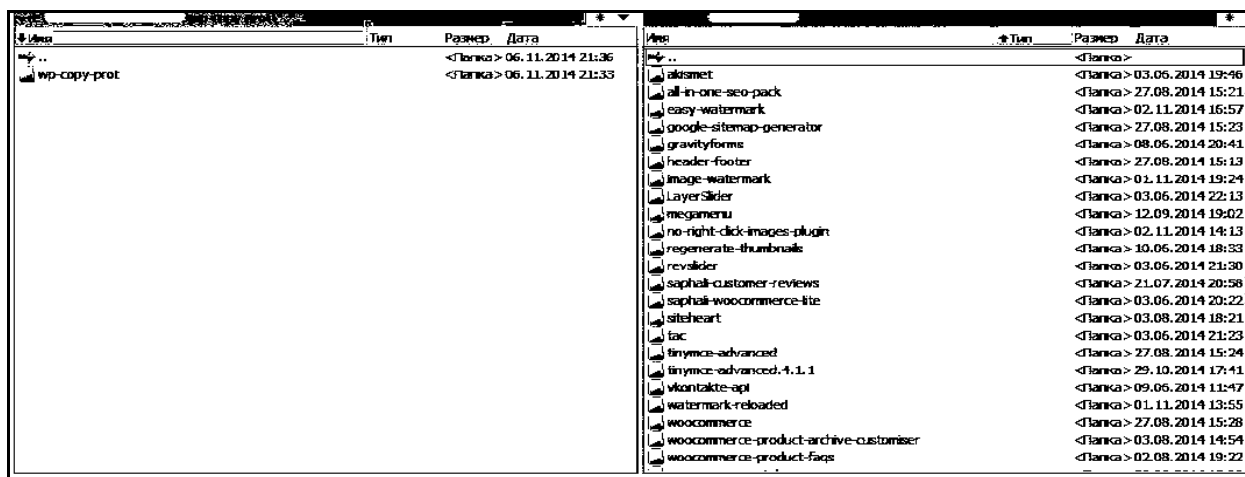 Имя Тип Размер Дата
.. <Папка> 06.11.2014 21:36
wp-copy-prot <Папка> 06.11.2014 21:33
Имя Тип Размер Дата
.. <Папка>
akismet <Папка> 03.06.2014 19:46
all-in-one-seo-pack <Папка> 27.08.2014 15:21
easy-watermark <Папка> 02.11.2014 16:57
google-sitemap-generator <Папка> 27.08.2014 15:23
gravityforms <Папка> 08.06.2014 20:41
header-footer <Папка> 27.08.2014 15:13
image-watermark <Папка> 01.11.2014 19:24
LayerSlider <Папка> 03.06.2014 22:13
megamenu <Папка> 12.09.2014 19:02
no-right-click-images-plugin <Папка> 02.11.2014 14:13
regenerate-thumbnails <Папка> 10.06.2014 18:33
revslider <Папка> 03.06.2014 21:30
saphali-customer-reviews <Папка> 21.07.2014 20:58
saphali-woocommerce-lite <Папка> 03.06.2014 20:22
siteheart <Папка> 03.08.2014 18:21
tac <Папка> 03.06.2014 21:23
tinymce-advanced <Папка> 27.08.2014 15:24
tinymce-advanced.4.1.1 <Папка> 29.10.2014 17:41
vkontakte-api <Папка> 09.06.2014 11:47
watermark-reloaded <Папка> 01.11.2014 13:55
woocommerce <Папка> 27.08.2014 15:28
woocommerce-product-archive-customiser <Папка> 03.08.2014 14:54
woocommerce-product-faqs <Папка> 02.08.2014 19:22